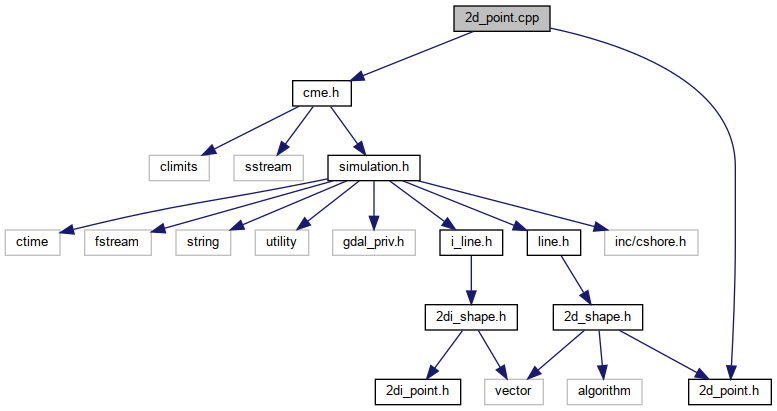 2d_point.cpp
cme.h
climits
sstream
simulation.h
ctime
fstream
string
utility
gdal_priv.h
i_line.h
line.h
inc/cshore.h
2di_shape.h
2d_shape.h
2di_point.h
vector
algorithm
2d_point.h